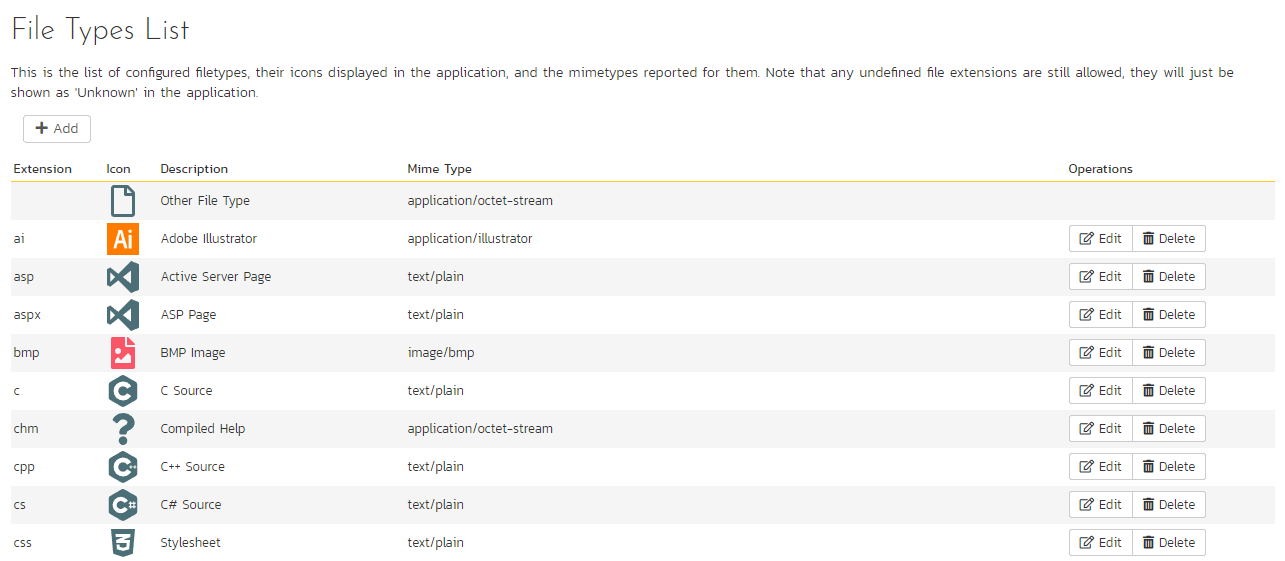 File Types List
This is the list of configured filetypes, their icons displayed in the application, and the mimetypes reported for them. Note that any undefined file extensions are still allowed, they will just be
shown as 'Unknown' in the application.
Add
Extension Icon Description Mime Type Operations
Other File Type application/octet-stream
ai Ai Adobe Illustrator application/illustrator Edit Delete
asp Active Server Page text/plain Edit Delete
aspx ASP Page text/plain Edit Delete
bmp BMP Image image/bmp Edit Delete
c C C Source text/plain Edit Delete
chm ? Compiled Help application/octet-stream Edit Delete
cpp C++ C++ Source text/plain Edit Delete
cs C# C# Source text/plain Edit Delete
css 3 Stylesheet text/plain Edit Delete